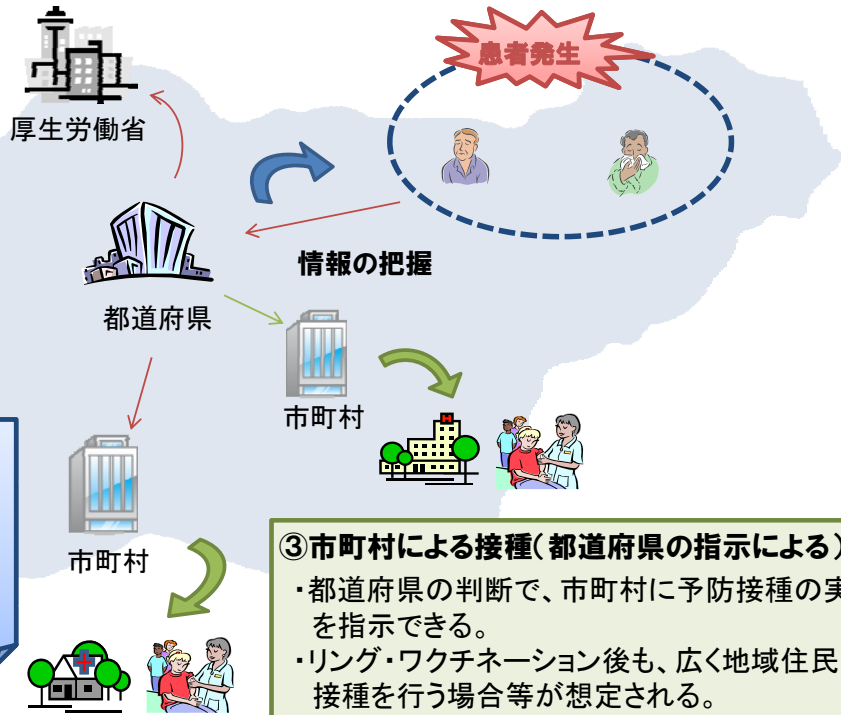 患者発生
厚生労働省
情報の把握
都道府県
市町村
市町村
③市町村による接種(都道府県の指示による)
・都道府県の判断で、市町村に予防接種の実
を指示できる。
・リング・ワクチネーション後も、広く地域住民
接種を行う場合等が想定される。